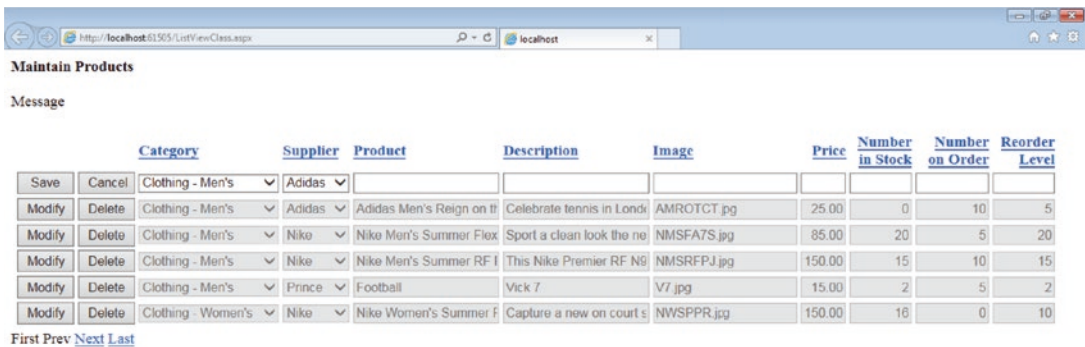 http://localhost:61505/ListViewClass.aspx
localhost
Maintain Products
Message
Category Supplier Product Description Image Price Number in Stock Number on Order Reorder Level
Save Cancel Clothing - Men's Adidas
Modify Delete Clothing - Men's Adidas Adidas Men's Reign on th Celebrate tennis in Londo AMROTCT.jpg 25.00 0 10 5
Modify Delete Clothing - Men's Nike Nike Men's Summer Flex Sport a clean look the ne NMSFA7S.jpg 85.00 20 5 20
Modify Delete Clothing - Men's Nike Nike Men's Summer RF This Nike Premier RF N9 NMSRFPJ.jpg 150.00 15 10 15
Modify Delete Clothing - Men's Prince Football Vick 7 V7.jpg 15.00 2 5 2
Modify Delete Clothing - Women's Nike Nike Women's Summer Capture a new on court s NWSPPR.jpg 150.00 16 0 10
First Prev Next Last